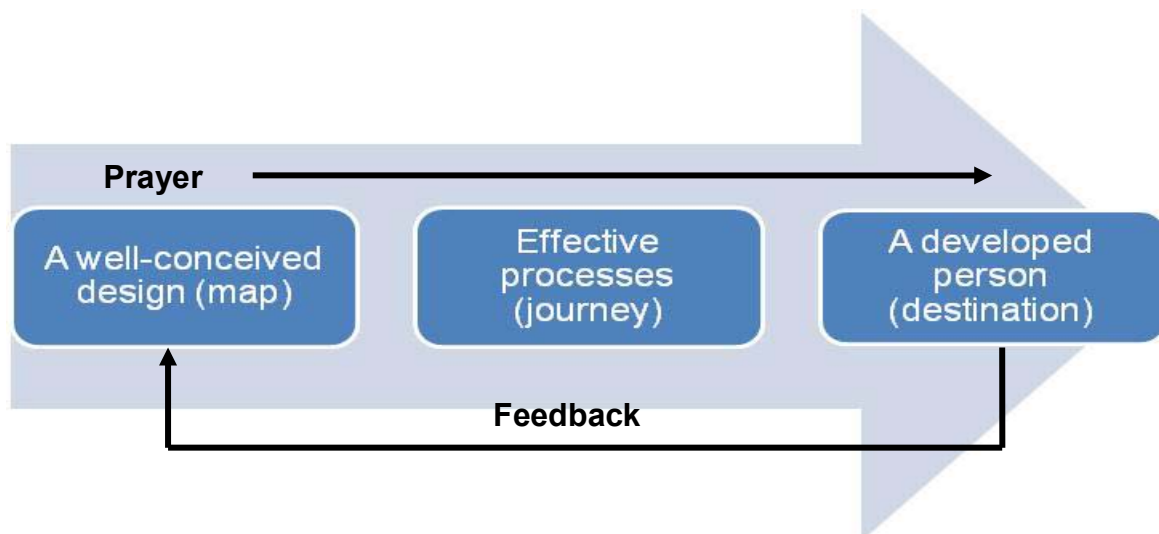 Prayer
A well-conceived
design (map)
Effective
processes
(journey)
A developed
person
(destination)
Feedback